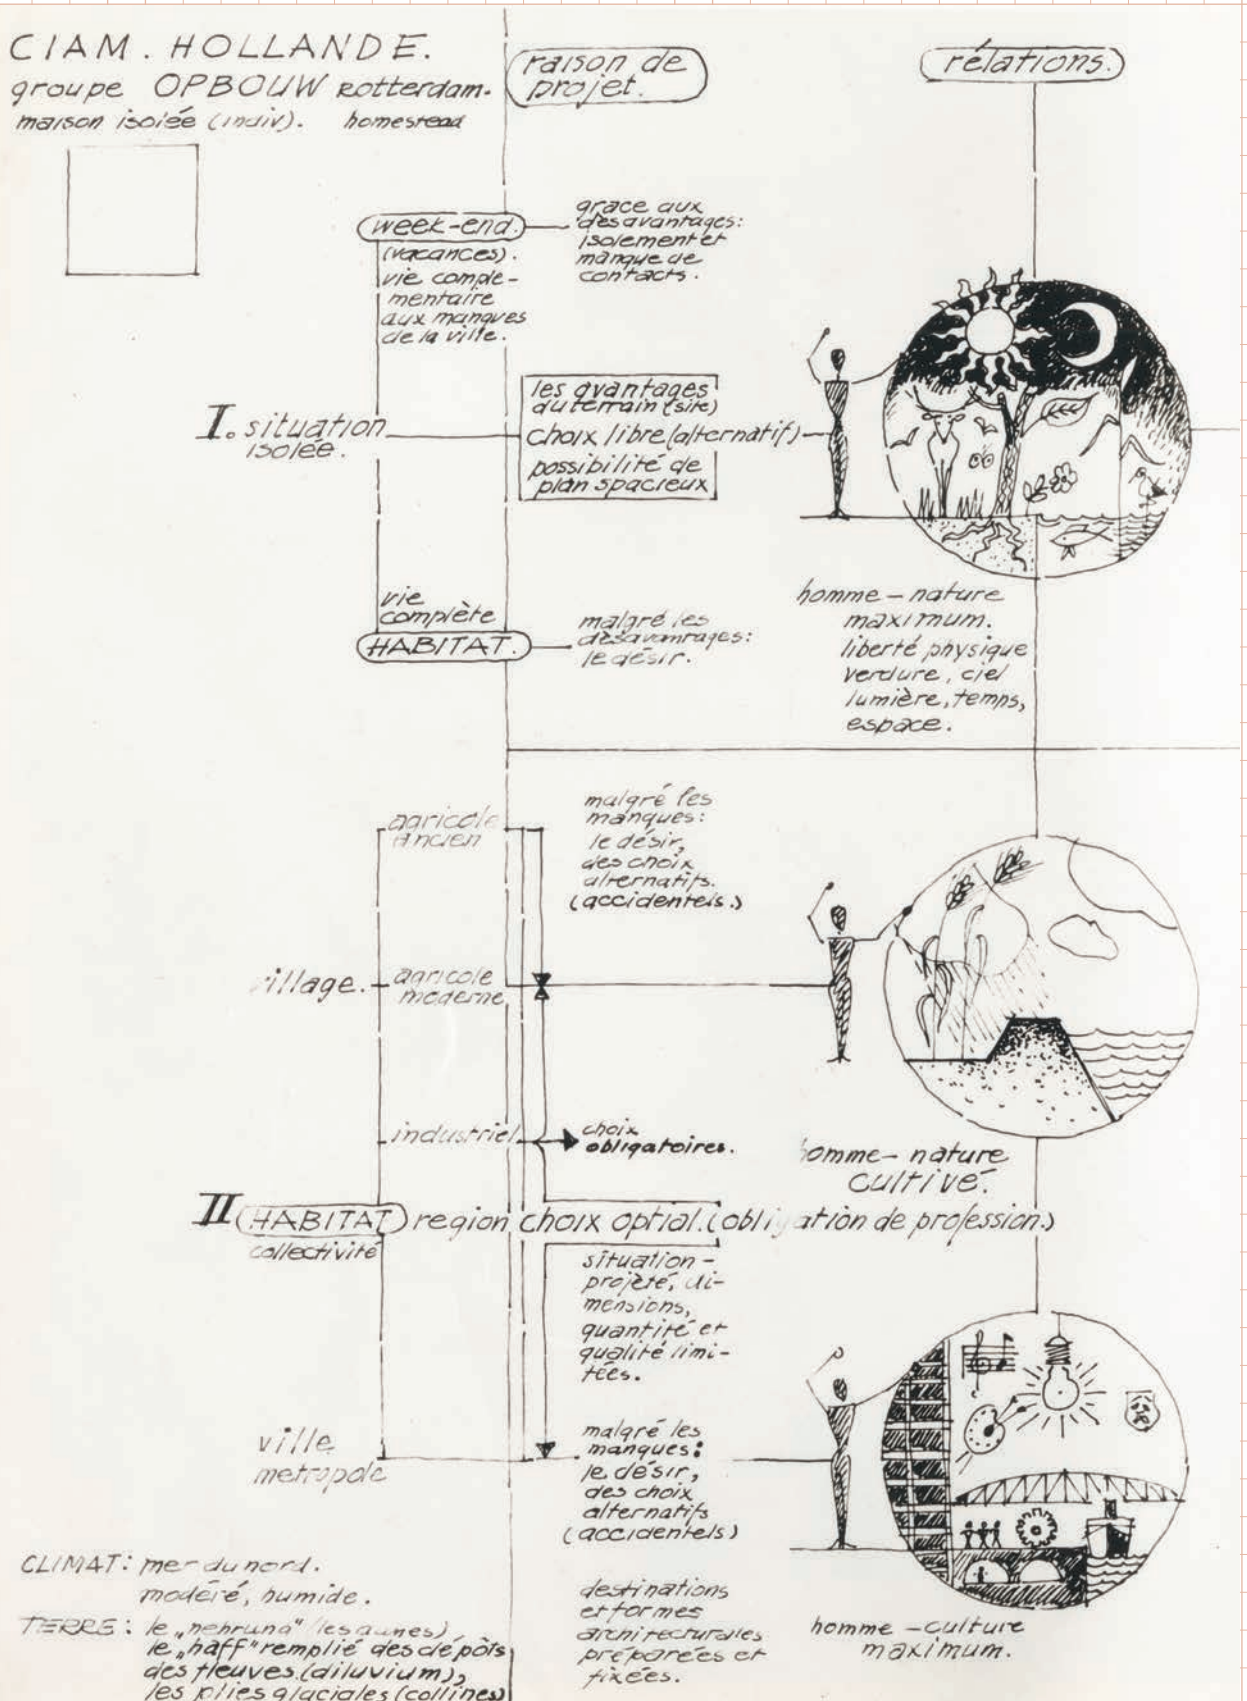 CIAM. HOLLANDE.
groupe OPBOUW Rotterdam.
maison isolée (indiv). homestead
raison de
projet.
rélations.
week-end.
(vacances).
vie comple-
mentaire
aux manques
de la ville.
grace aux
désavantages:
isolement et
manque de
contacts.
I. situation
isolée.
les avantages
du terrain (site)
choix libre (alternatif)
possibilité de
plan spacieux
vie
complète
HABITAT.
malgré les
désavantages:
le désir.
homme – nature
maximum.
liberté physique
verdure, ciel
lumière, temps,
espace.
agricole
ancien
malgré les
manques:
le désir,
des choix
alternatifs.
(accidentels.)
village.
agricole
moderne
industriel.
choix
obligatoires.
homme – nature
cultivé.
II HABITAT region choix optial. (obligation de profession.)
collectivité
situation –
projeté, di-
mensions,
quantité et
qualité limi-
tées.
ville
metropole
malgré les
manques:
le désir,
des choix
alternatifs
(accidentels)
destinations
et formes
architecturales
préparées et
fixées.
homme – culture
maximum.
CLIMAT: mer du nord.
modéré, humide.
TERRE: le „nehrung" (les dunes),
le „haff" remplié des dépôts
des fleuves. (diluvium),
les plies glaciales (collines)